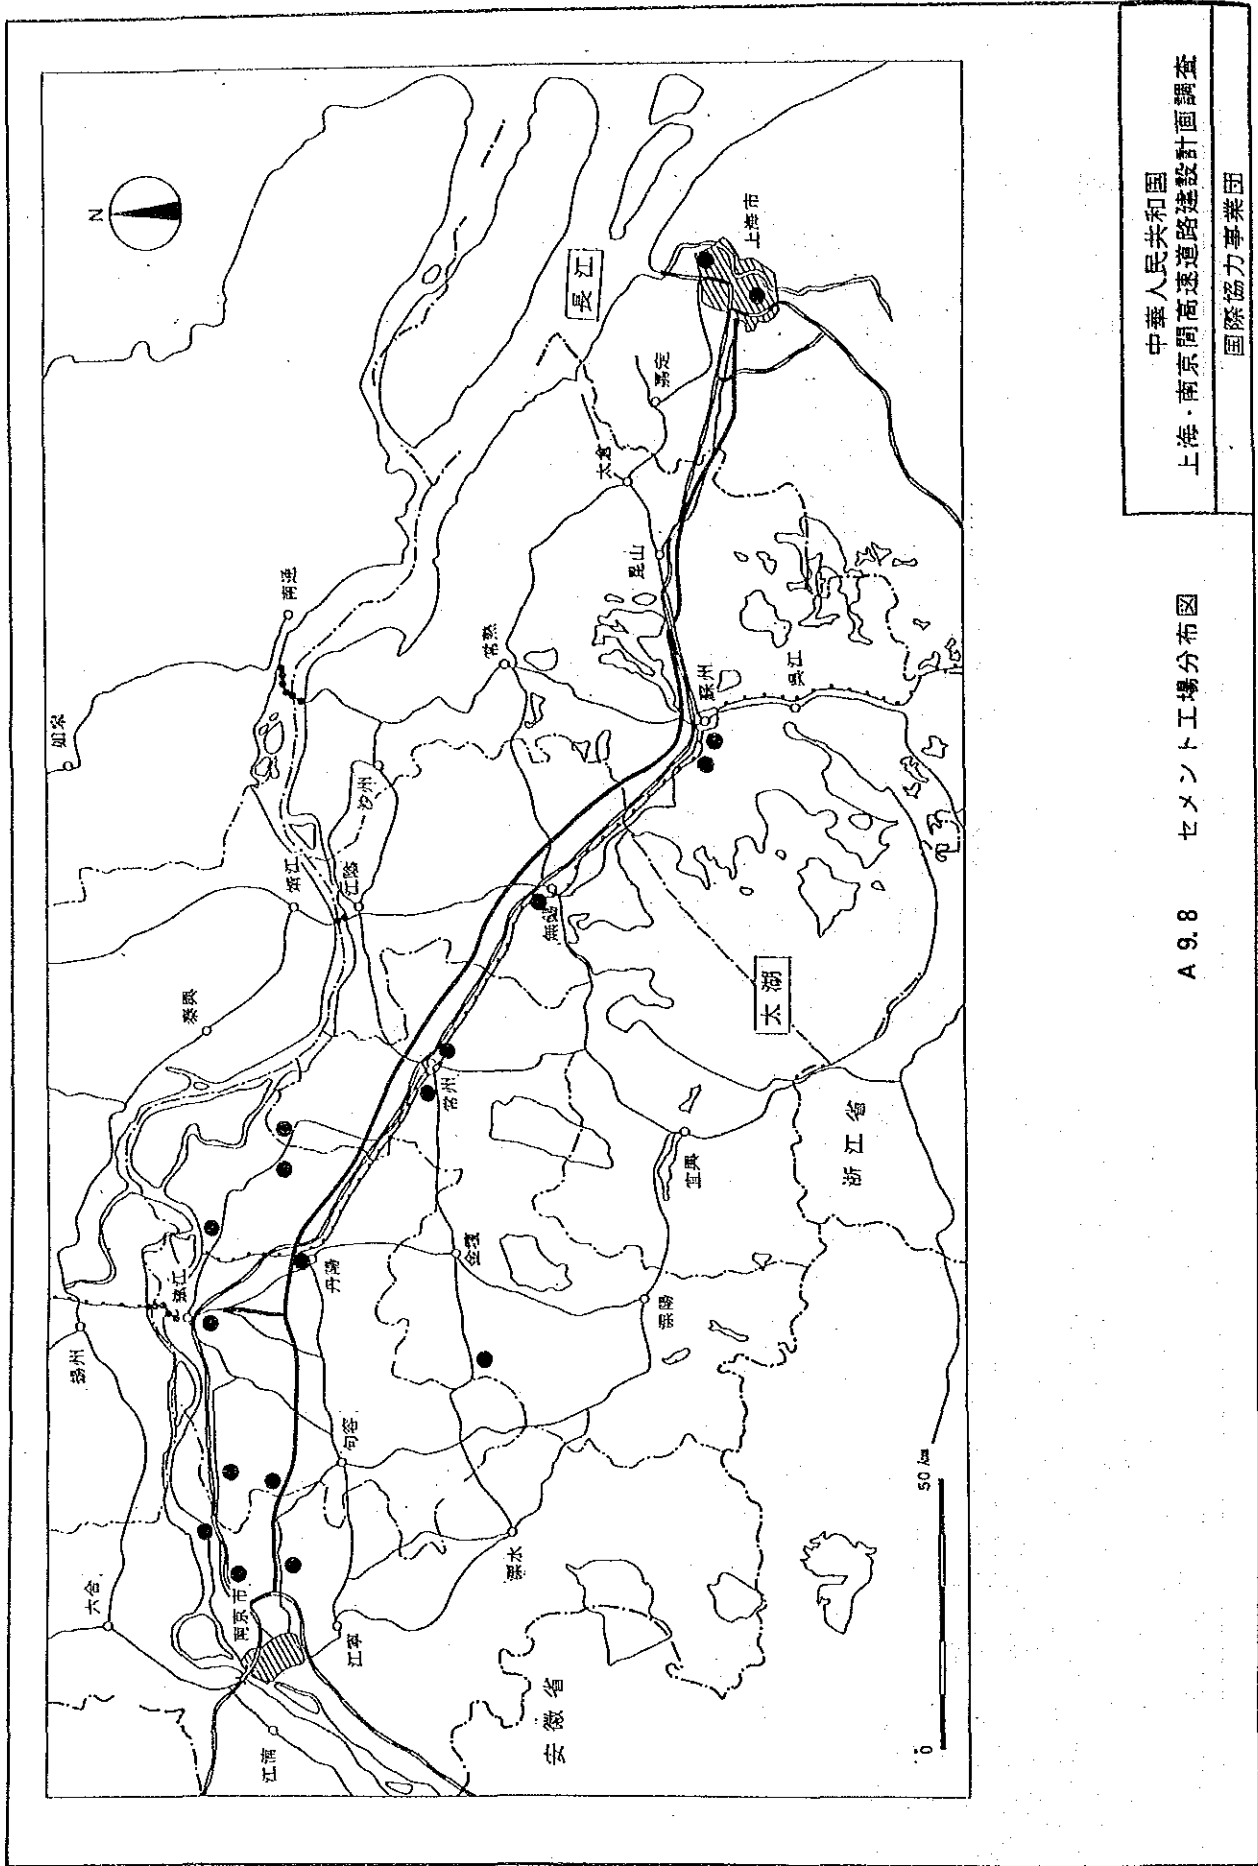 N
如皋
南通
長江
上海市
泰興
靖江
江陰
沙州
常熟
太倉
嘉定
昆山
揚州
鎮江
六合
南京市
江浦
江寧
句容
丹陽
常州
無錫
蘇州
呉江
金壇
溧水
溧陽
宜興
太湖
浙江省
安徽省
0
50 km
A 9.8 セメント工場分布図
中華人民共和国
上海・南京間高速道路建設計画調査
国際協力事業団